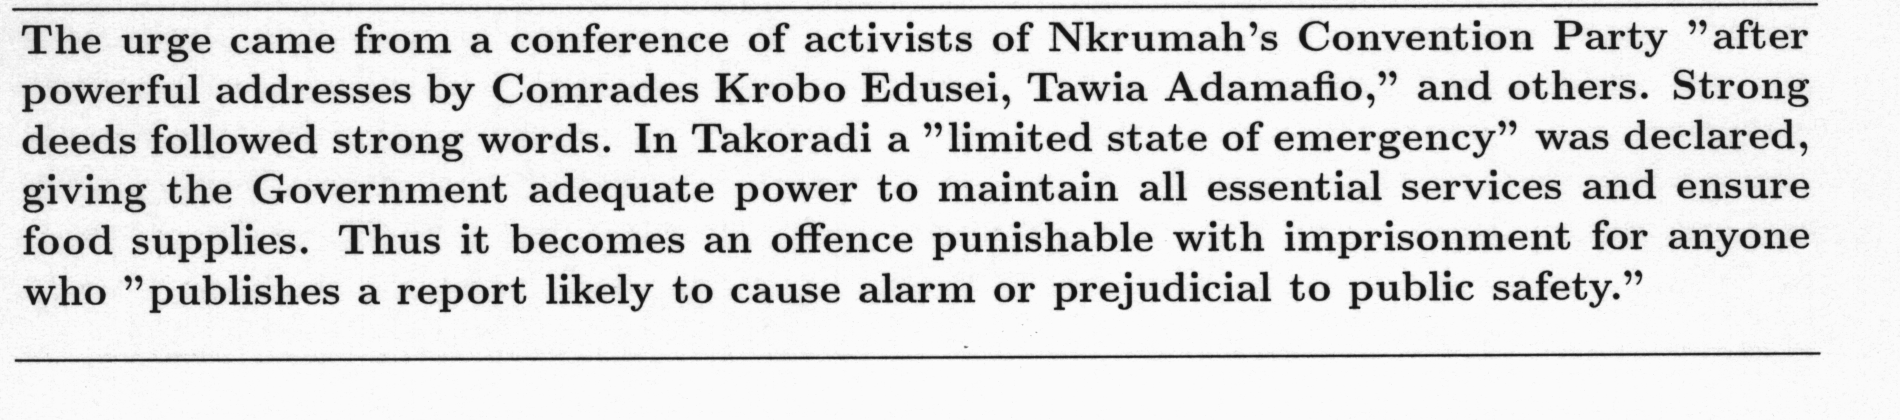 The urge came from a conference of activists of Nkrumah's Convention Party ”after
powerful addresses by Comrades Krobo Edusei, Tawia Adamafio,” and others. Strong
deeds followed strong words. In Takoradi a ”limited state of emergency” was declared,
giving the Government adequate power to maintain all essential services and ensure
food supplies. Thus it becomes an offence punishable with imprisonment for anyone
who ”publishes a report likely to cause alarm or prejudicial to public safety.”